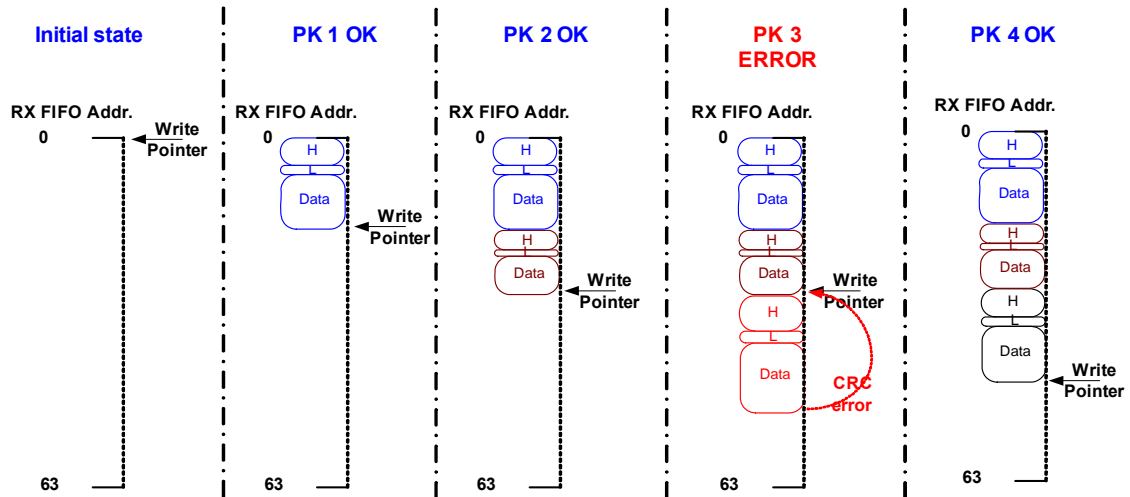 Initial state
RX FIFO Addr.
0
Write
Pointer
63
PK 1 OK
RX FIFO Addr.
0
H
L
Data
Write
Pointer
63
PK 2 OK
RX FIFO Addr.
0
H
L
Data
H
L
Data
Write
Pointer
63
PK 3
ERROR
RX FIFO Addr.
0
H
L
Data
H
L
Data
Write
Pointer
H
L
Data
CRC
error
63
PK 4 OK
RX FIFO Addr.
0
H
L
Data
H
L
Data
H
L
Data
Write
Pointer
63